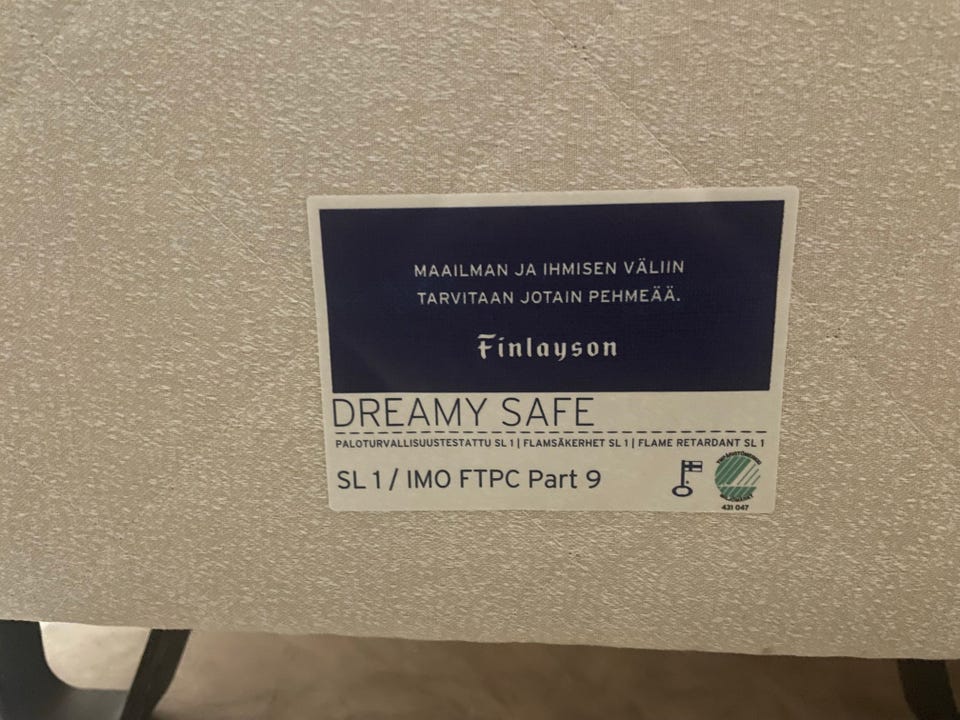 MAAILMAN JA IHMISEN VÄLIIN
TARVITAAN JOTAIN PEHMEÄÄ.
Finlayson
DREAMY SAFE
PALOTURVALLISUUSTESTATTU SL 1 | FLAMSÄKERHET SL 1 | FLAME RETARDANT SL 1
SL 1 / IMO FTPC Part 9
431 047